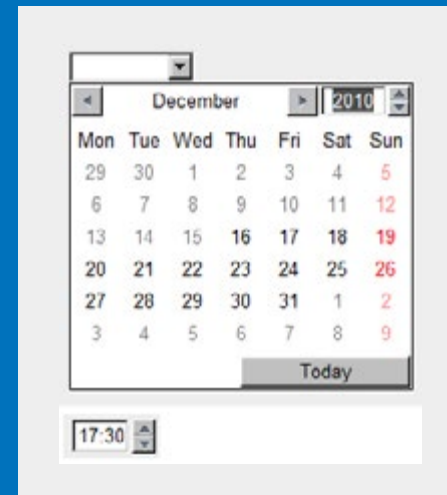 December 2010
Mon Tue Wed Thu Fri Sat Sun
29 30 1 2 3 4 5
6 7 8 9 10 11 12
13 14 15 16 17 18 19
20 21 22 23 24 25 26
27 28 29 30 31 1 2
3 4 5 6 7 8 9
Today
17:30